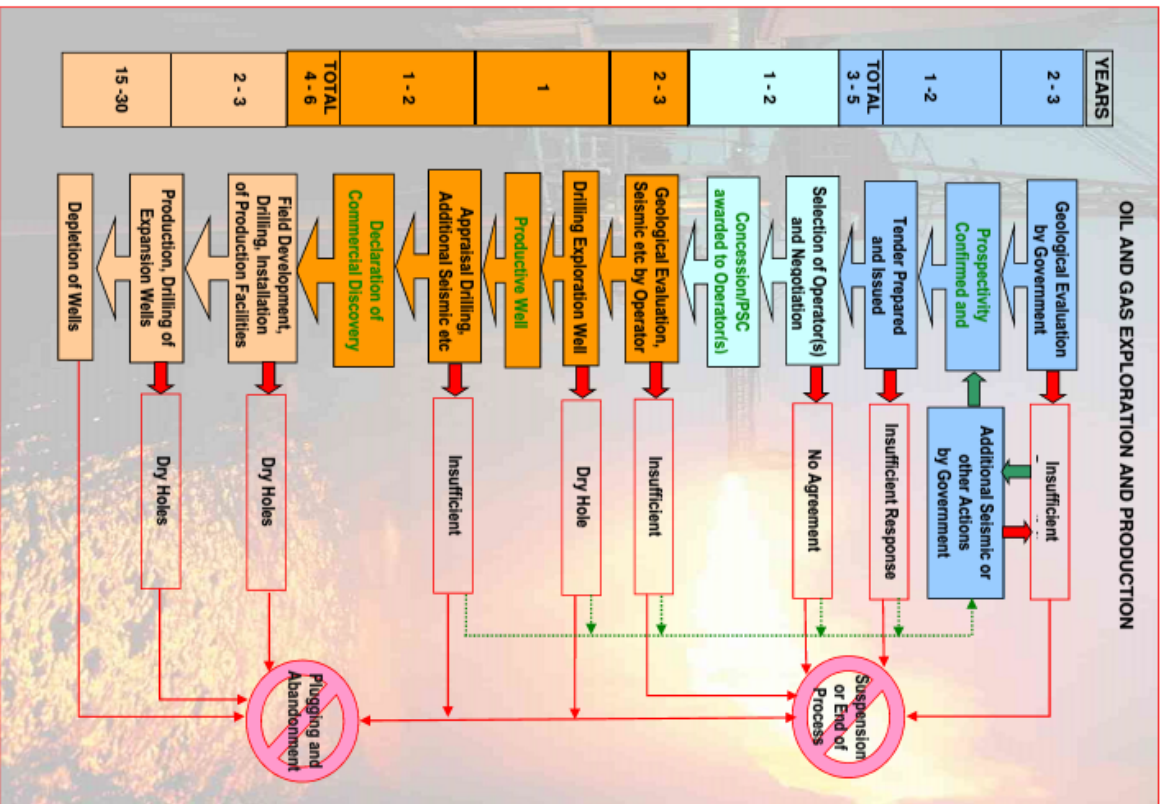 OIL AND GAS EXPLORATION AND PRODUCTION
YEARS
2 - 3
1 -2
TOTAL
3 - 5
1 - 2
2 - 3
1
1 - 2
TOTAL
4 - 6
2 - 3
15 -30
Geological Evaluation
by Government
Insufficient
Prospectivity
Confirmed and
Additional Seismic or
other Actions
by Government
Tender Prepared
and Issued
Insufficient Response
Selection of Operator(s)
and Negotiation
No Agreement
Concession/PSC
awarded to Operator(s)
Geological Evaluation,
Seismic etc by Operator
Insufficient
Drilling Exploration Well
Dry Hole
Productive Well
Appraisal Drilling,
Additional Seismic etc
Insufficient
Declaration of
Commercial Discovery
Field Development,
Drilling, Installation
of Production Facilities
Dry Holes
Production, Drilling of
Expansion Wells
Dry Holes
Depletion of Wells
Suspension
or End of
Process
Plugging and
Abandonment